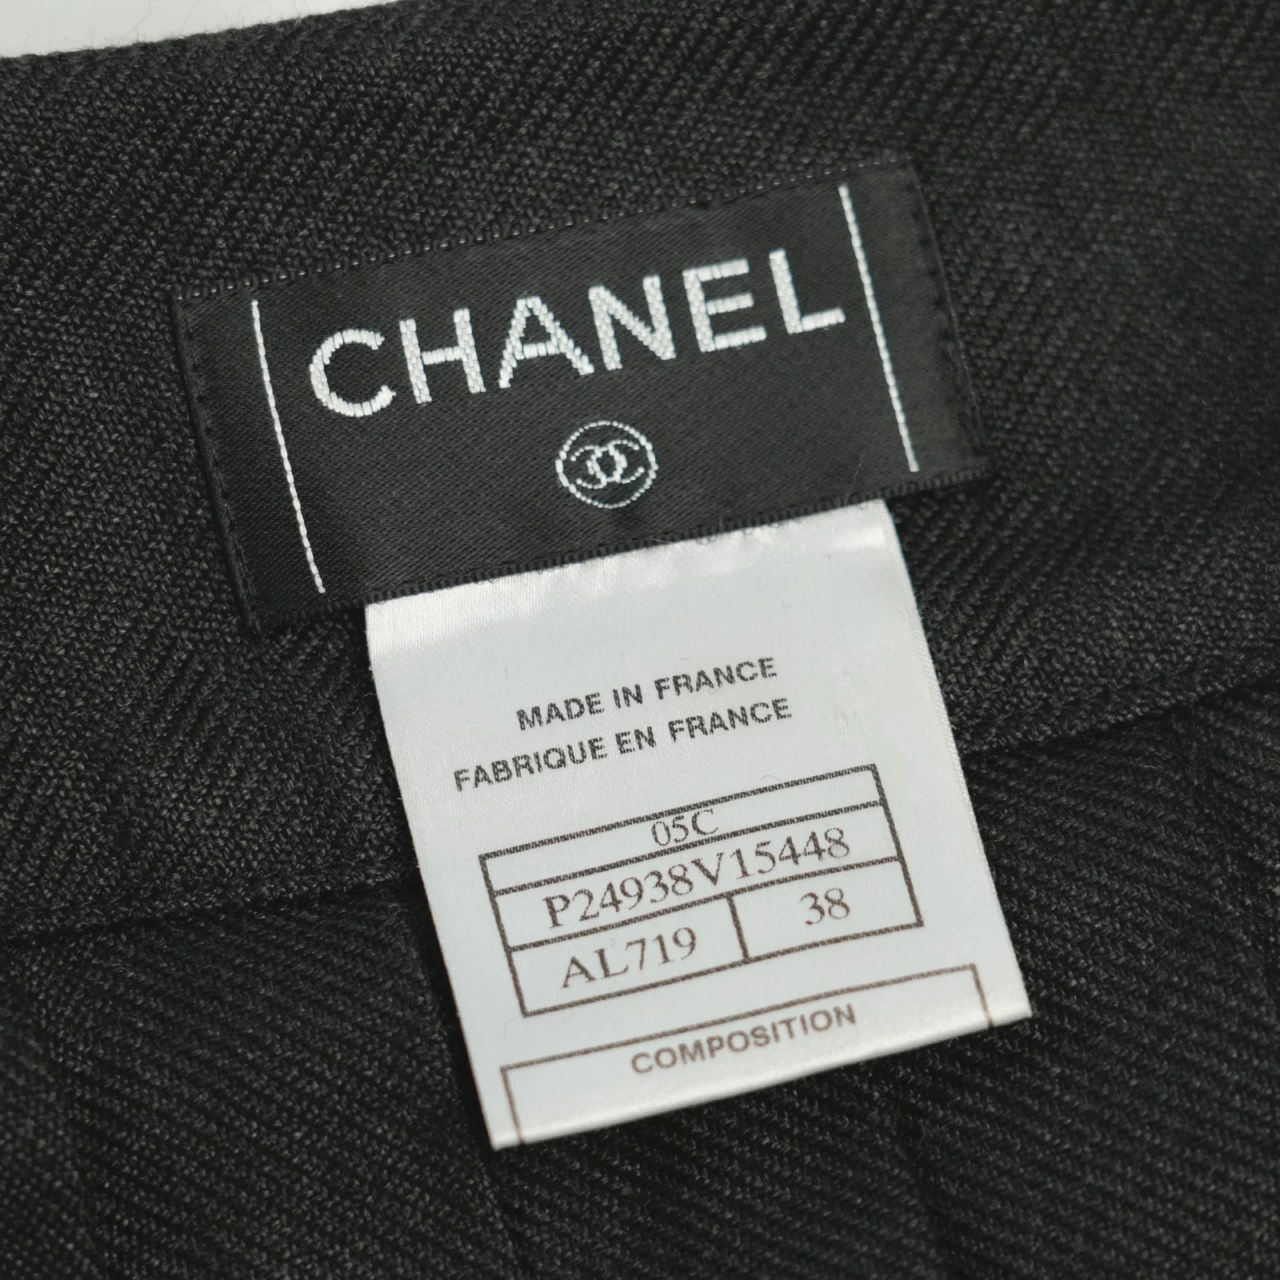 CHANEL
MADE IN FRANCE
FABRIQUE EN FRANCE
05C
P24938V15448
AL719 38
COMPOSITION